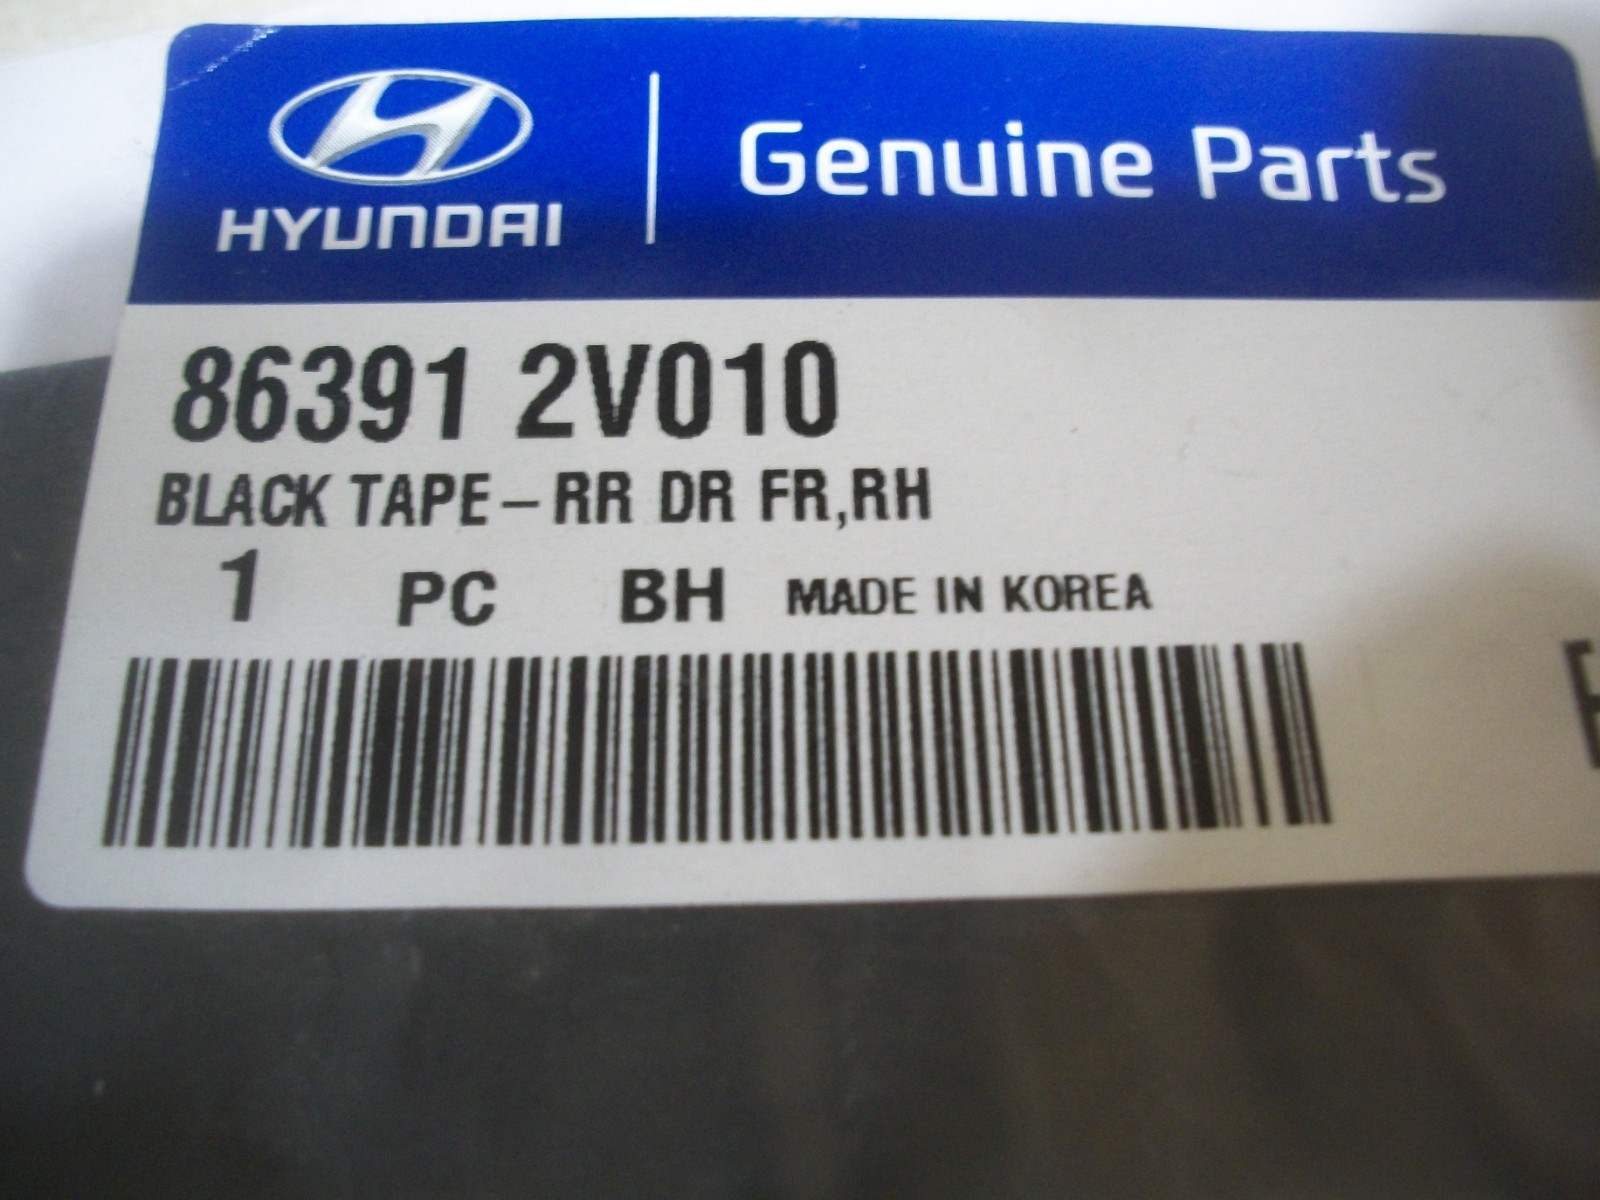 HYUNDAI
Genuine Parts
86391 2V010
BLACK TAPE-RR DR FR,RH
1 PC BH MADE IN KOREA